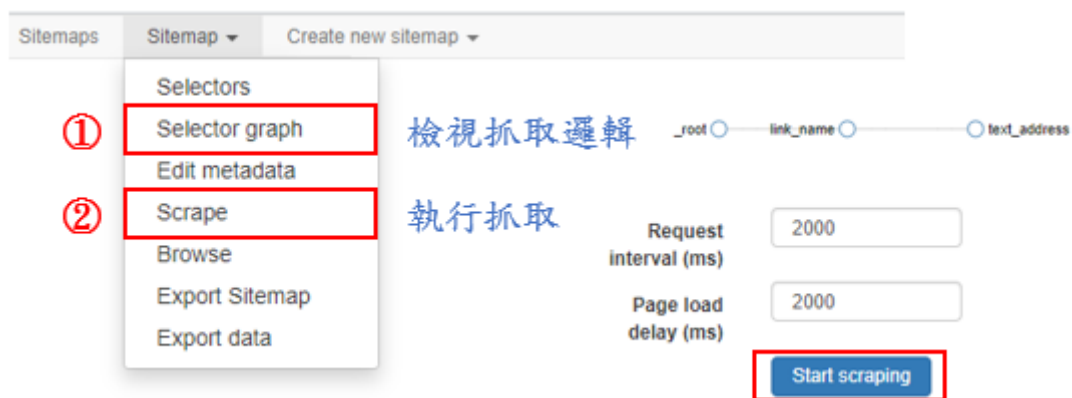 Sitemaps Sitemap Create new sitemap
Selectors
① Selector graph 檢視抓取邏輯 _root link_name text_address
Edit metadata
② Scrape 執行抓取
Browse
Export Sitemap
Export data
Request
interval (ms)
2000
Page load
delay (ms)
2000
Start scraping